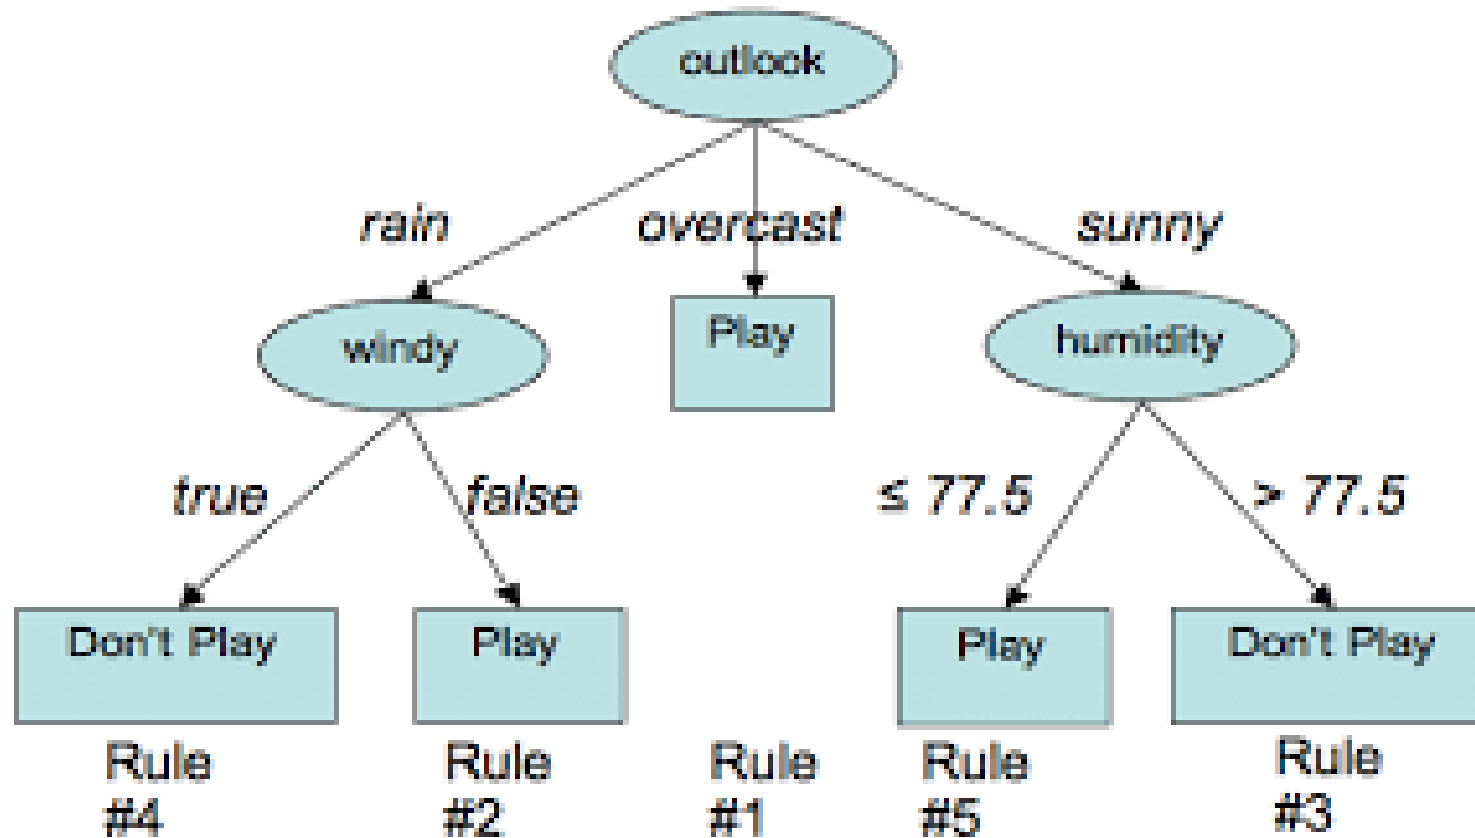 outlook
rain overcast sunny
windy Play humidity
true false ≤ 77.5 > 77.5
Don't Play Play Play Don't Play
Rule Rule Rule Rule Rule
#4 #2 #1 #5 #3